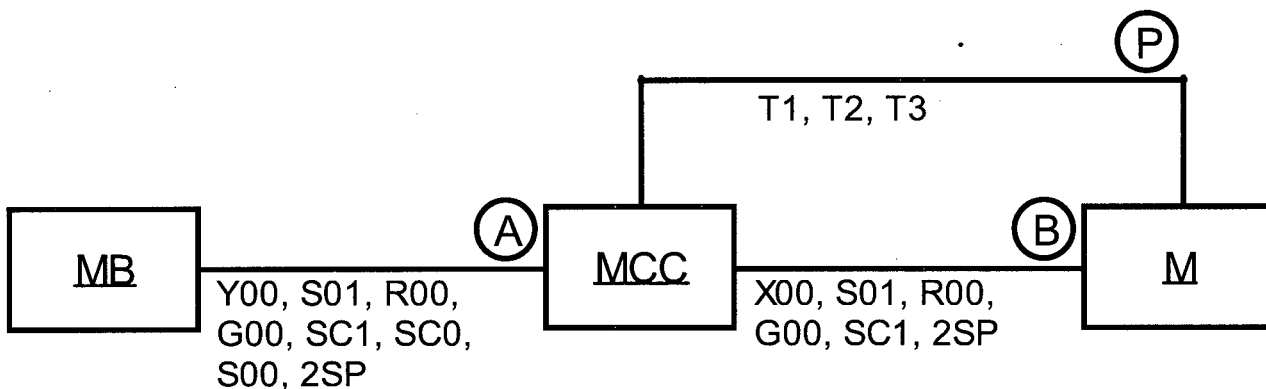 P
T1, T2, T3
A
B
MB
MCC
M
Y00, S01, R00,
G00, SC1, SC0,
S00, 2SP
X00, S01, R00,
G00, SC1, 2SP